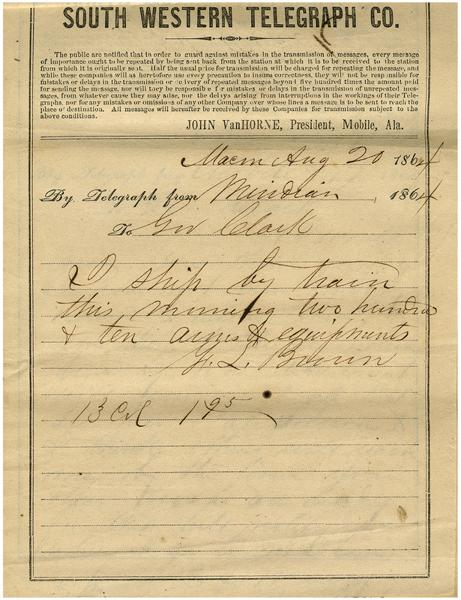 SOUTH WESTERN TELEGRAPH CO.
The public are notified that in order to guard against mistakes in the transmission of messages, every message
of importance ought to be repeated by being sent back from the station at which it is to be received to the station
from which it is originally sent. Half the usual price for transmission will be charged for repeating the message, and
while these companies will as heretofore use every precaution to insure correctness, they will not be responsible for
mistakes or delays in the transmission or delivery of repeated messages beyond five hundred times the amount paid
for sending the message, nor will they be responsible for mistakes or delays in the transmission of unrepeated mes-
sages, from whatever cause they may arise, nor the delays arising from interruptions in the workings of their Tele-
graphs, nor for any mistakes or omissions of any other Company over whose lines a message is to be sent to reach the
place of destination. All messages will hereafter be received by these Companies for transmission subject to the
above conditions.
JOHN VanHORNE, President, Mobile, Ala.
Macon Aug 20 1864
By Telegraph from Meridian, 1864
To Gov Clark
I ship by train
this morning two hundred
& ten arms & equipments
L. Brown
13 Col 195